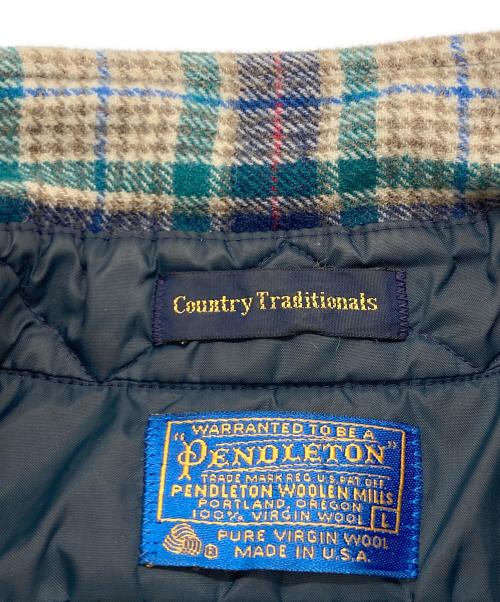 Country Traditionals
WARRANTED TO BE A
"PENDLETON"
TRADE MARK REG. U.S. PAT. OFF.
PENDLETON WOOLEN MILLS
PORTLAND, OREGON
100% VIRGIN WOOL L
® PURE VIRGIN WOOL
MADE IN U.S.A.